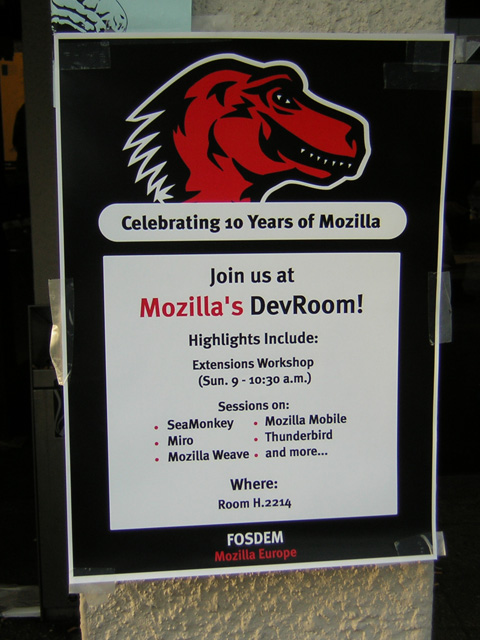 Celebrating 10 Years of Mozilla
Join us at
Mozilla's DevRoom!
Highlights Include:
Extensions Workshop
(Sun. 9 - 10:30 a.m.)
Sessions on:
• SeaMonkey
• Miro
• Mozilla Weave
• Mozilla Mobile
• Thunderbird
• and more...
Where:
Room H.2214
FOSDEM
Mozilla Europe